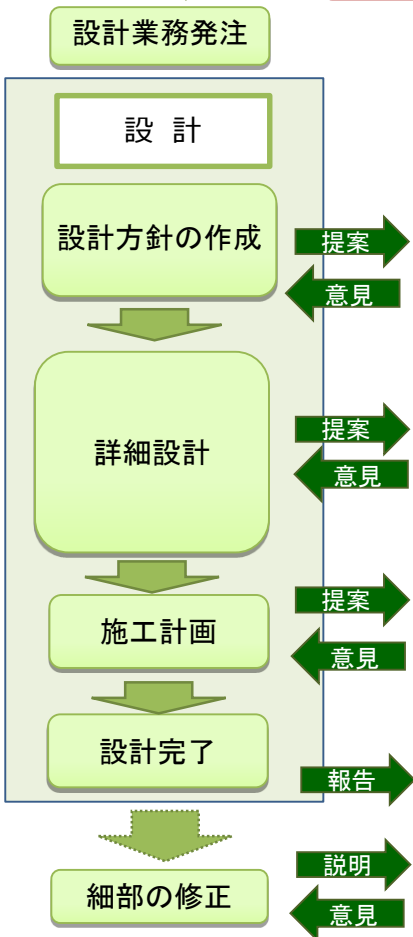 設計業務発注
設 計
設計方針の作成
提案
意見
詳細設計
提案
意見
施工計画
提案
意見
設計完了
報告
細部の修正
説明
意見